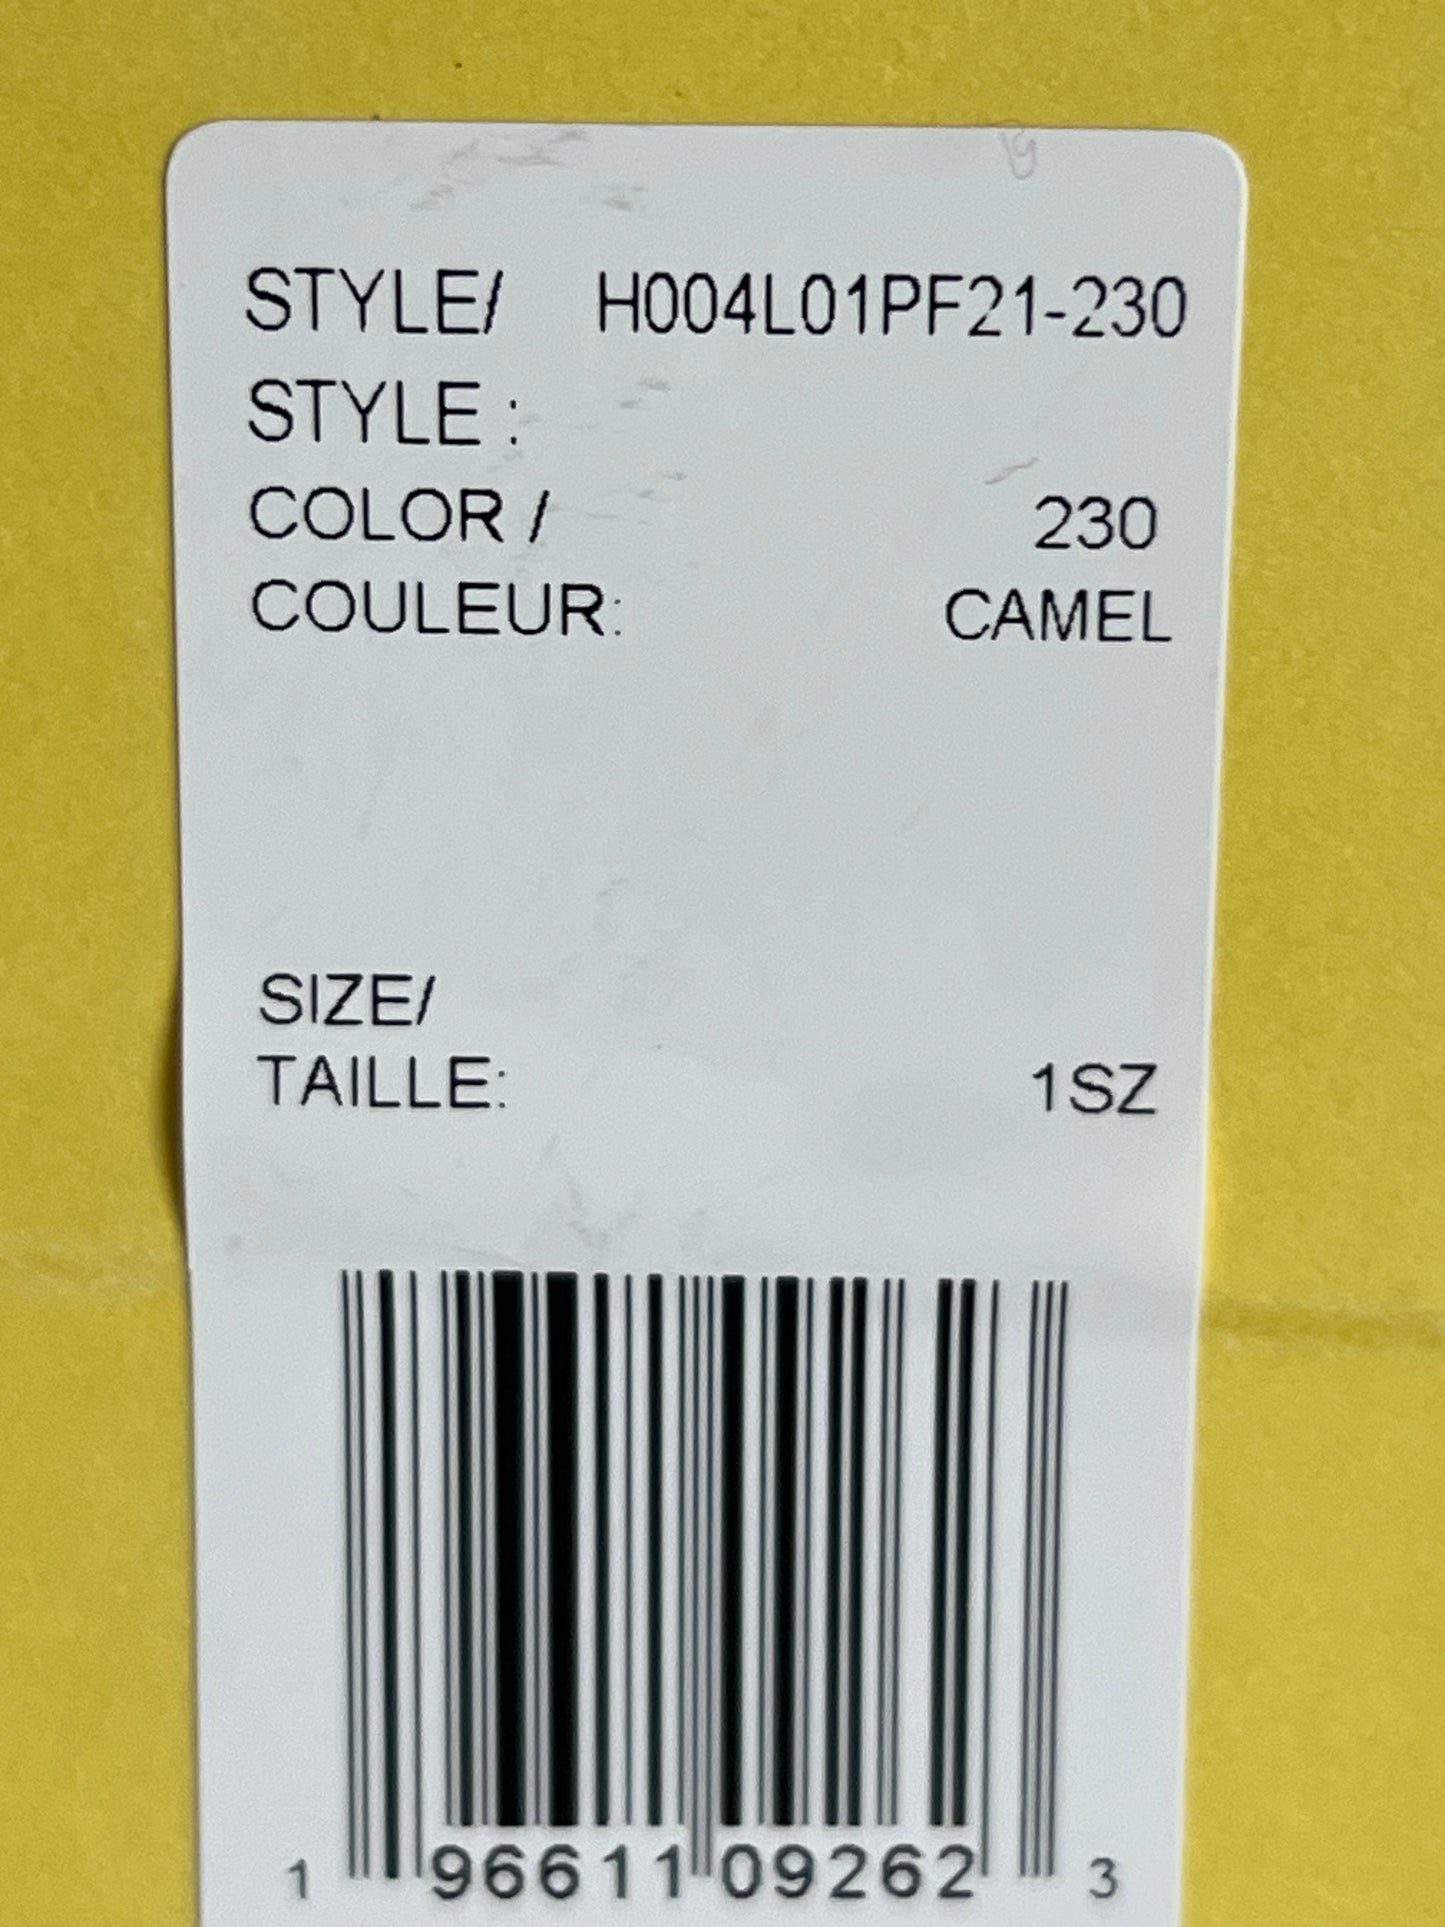 STYLE/ H004L01PF21-230
STYLE :
COLOR / 230
COULEUR: CAMEL
SIZE/
TAILLE: 1SZ
1 96611 09262 3